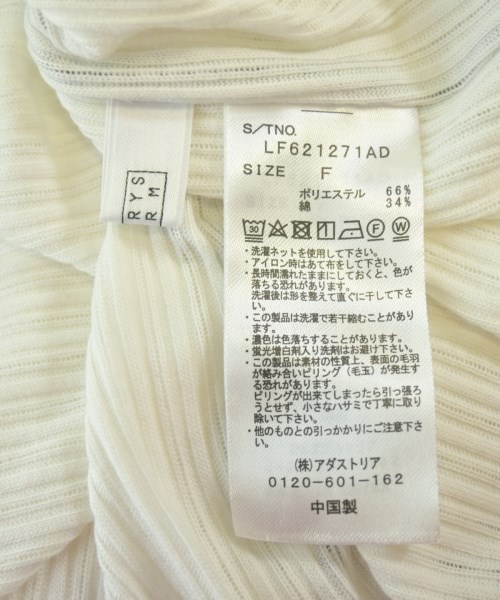 S/TNO.
LF621271AD
SIZE F
ポリエステル 66%
綿 34%
30
F
W
・洗濯ネットを使用して下さい。
・アイロン時はあて布をして下さい。
・長時間濡れたままにしておくと、色が
落ちる恐れがあります。
洗濯後は形を整えて直ぐに干して下さ
い。
・この製品は洗濯で若干縮むことがあり
ます。
・濃色は色落ちすることがあります。
・蛍光増白剤入り洗剤はお避け下さい。
・この製品は素材の性質上、表面の毛羽
が絡み合いピリング（毛玉）が発生す
る恐れがあります。
ピリングが出来てしまったら引っ張ろ
うとせず、小さなハサミで丁寧に取り
除いて下さい。
・他のものとの引っかかりにご注意下さ
い。
(株)アダストリア
0120-601-162
中国製
RYS
RM